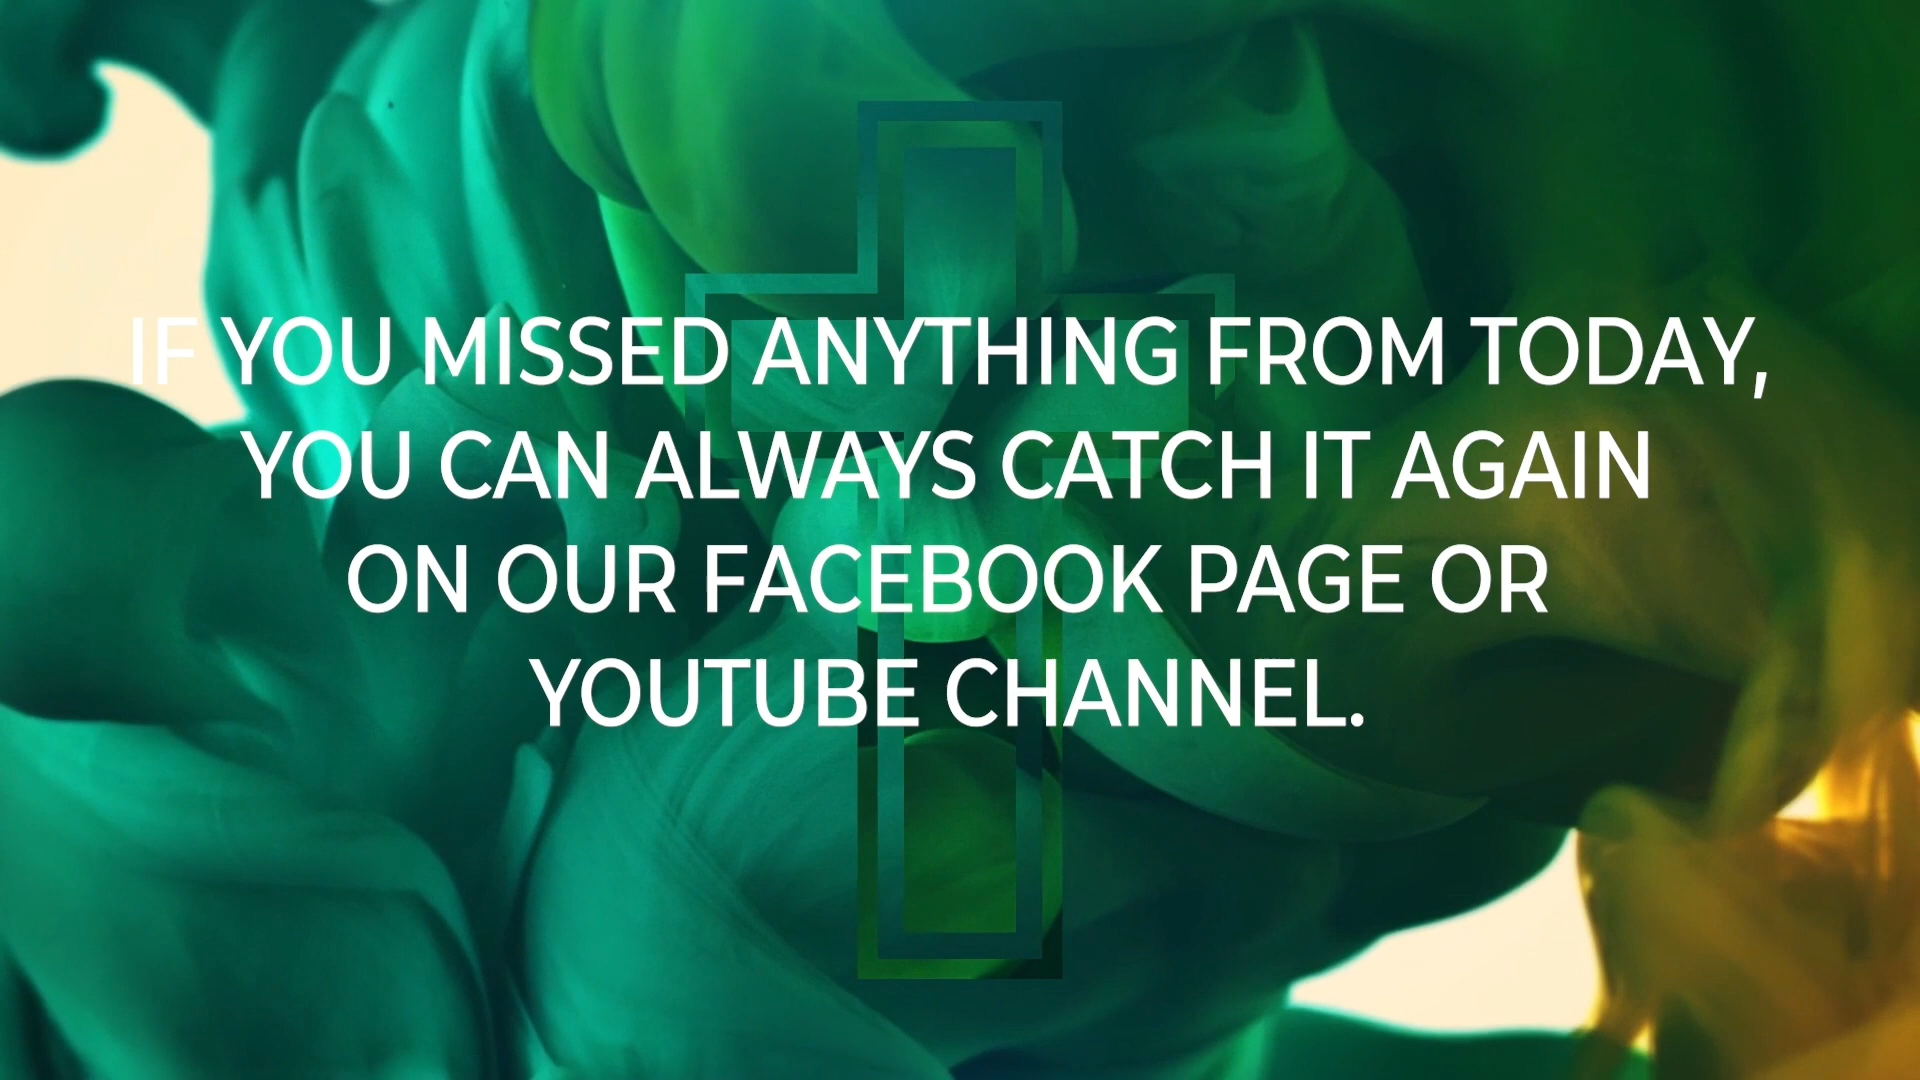 IF YOU MISSED ANYTHING FROM TODAY,
YOU CAN ALWAYS CATCH IT AGAIN
ON OUR FACEBOOK PAGE OR
YOUTUBE CHANNEL.